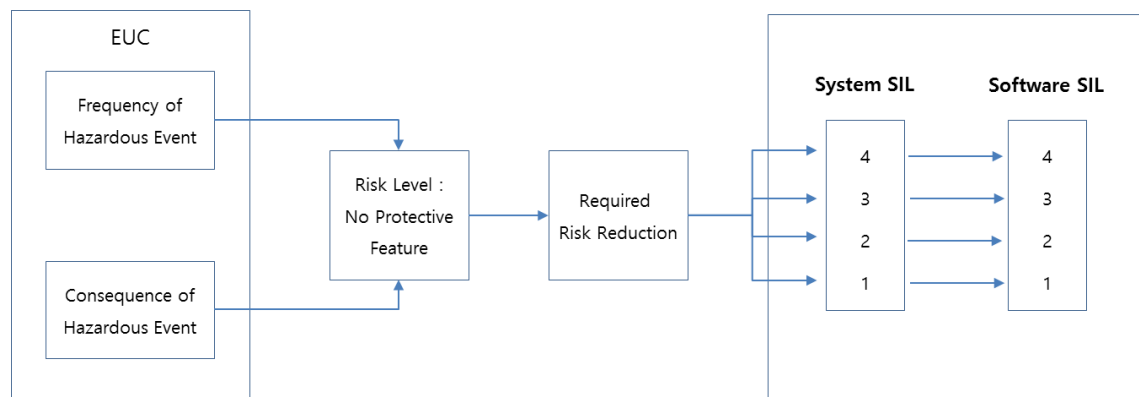 EUC
Frequency of
Hazardous Event
Consequence of
Hazardous Event
Risk Level :
No Protective
Feature
Required
Risk Reduction
System SIL
4
3
2
1
Software SIL
4
3
2
1